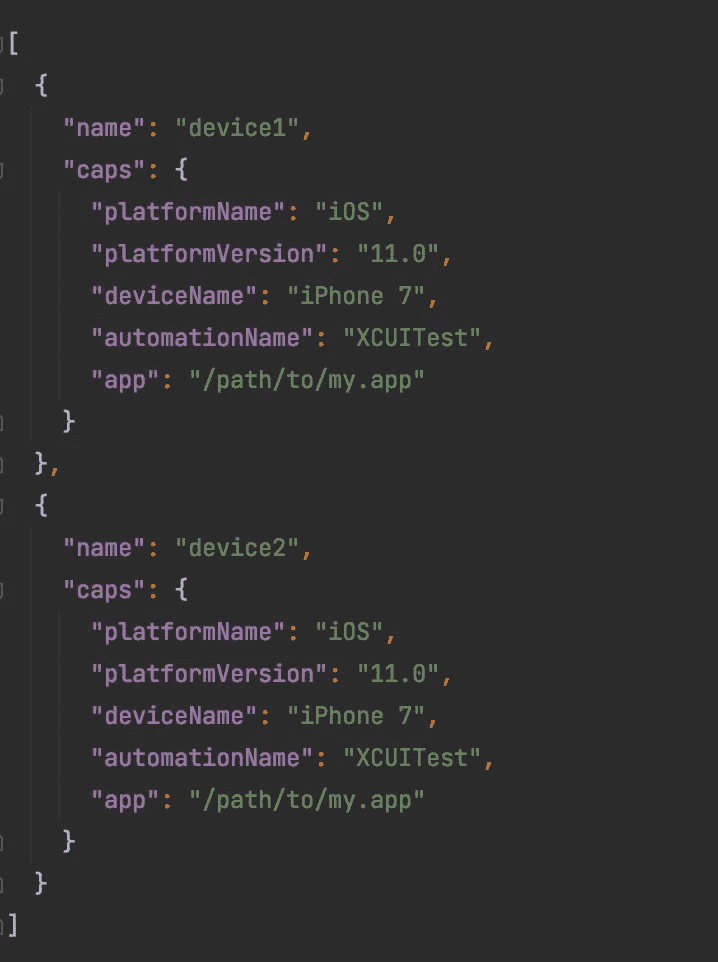 [
  {
    "name": "device1",
    "caps": {
      "platformName": "iOS",
      "platformVersion": "11.0",
      "deviceName": "iPhone 7",
      "automationName": "XCUITest",
      "app": "/path/to/my.app"
    }
  },
  {
    "name": "device2",
    "caps": {
      "platformName": "iOS",
      "platformVersion": "11.0",
      "deviceName": "iPhone 7",
      "automationName": "XCUITest",
      "app": "/path/to/my.app"
    }
  }
]